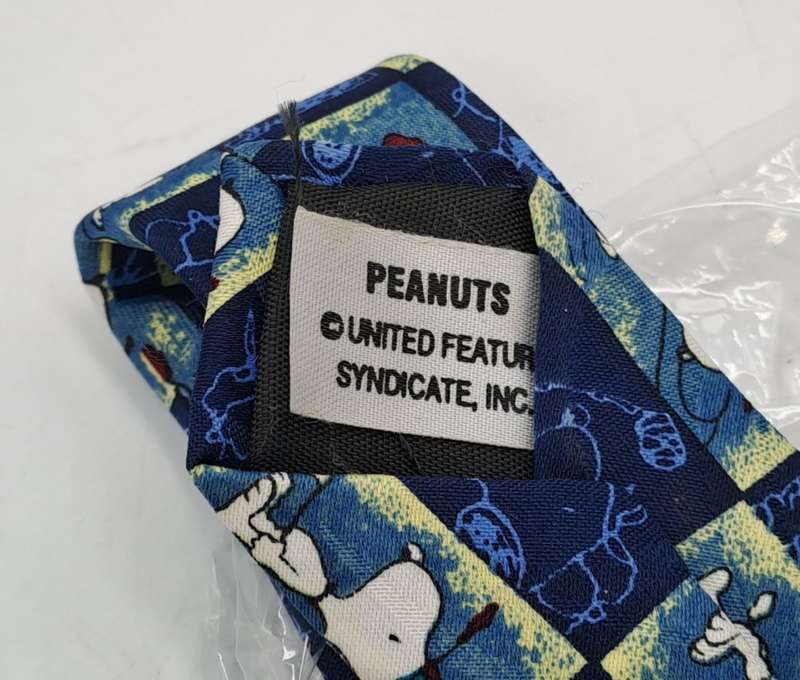 PEANUTS
© UNITED FEATUR
SYNDICATE, INC.